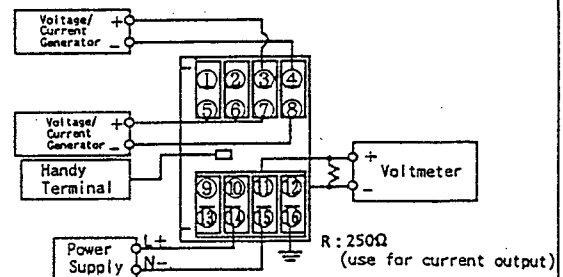 Voltage/
Current
Generator
+
-
① ② ③ ④
⑤ ⑥ ⑦ ⑧
Voltage/
Current
Generator
+
-
Handy
Terminal
⑨ ⑩ ⑪ ⑫
⑬ ⑭ ⑮ ⑯
+
-
Voltmeter
Power
Supply
L+
N-
R: 250Ω
(use for current output)